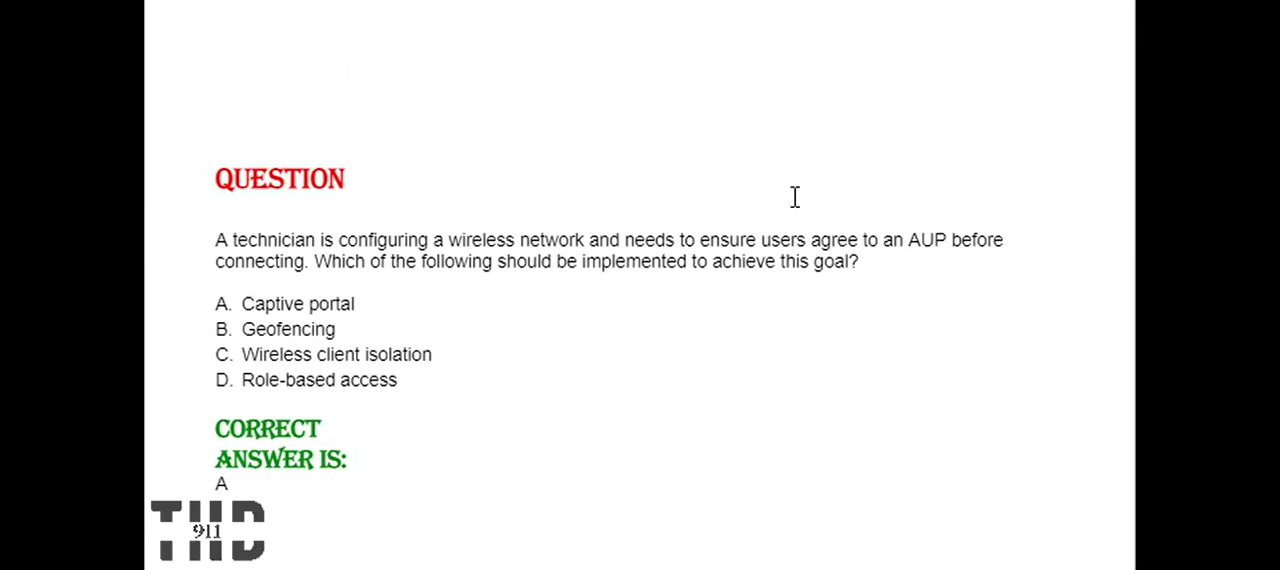 QUESTION
A technician is configuring a wireless network and needs to ensure users agree to an AUP before
connecting. Which of the following should be implemented to achieve this goal?
A. Captive portal
B. Geofencing
C. Wireless client isolation
D. Role-based access
CORRECT
ANSWER IS:
A
THD
911